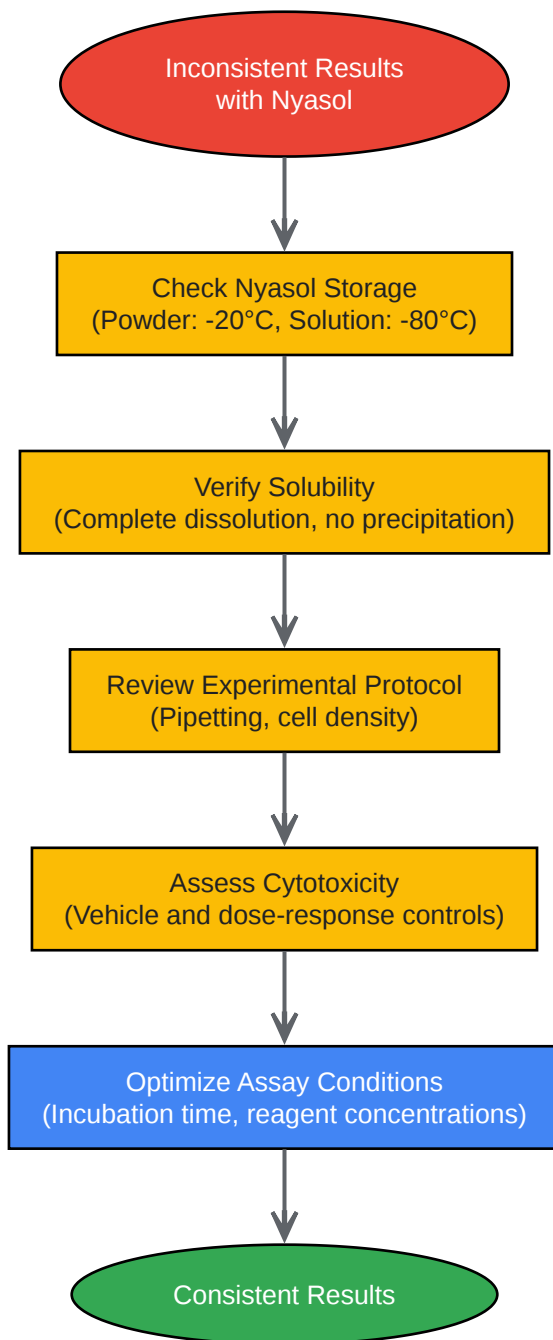 Inconsistent Results
with Nyasol
Check Nyasol Storage
(Powder: -20°C, Solution: -80°C)
Verify Solubility
(Complete dissolution, no precipitation)
Review Experimental Protocol
(Pipetting, cell density)
Assess Cytotoxicity
(Vehicle and dose-response controls)
Optimize Assay Conditions
(Incubation time, reagent concentrations)
Consistent Results